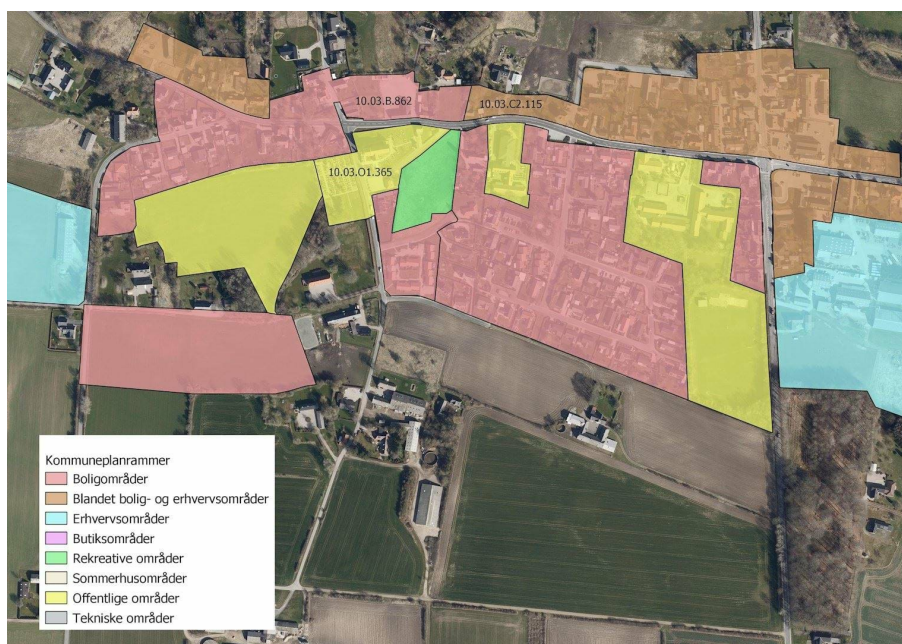 10.03.B.862
10.03.C2.115
10.03.O1.365
Kommuneplanrammer
Boligområder
Blandet bolig- og erhvervsområder
Erhvervsområder
Butiksområder
Rekreative områder
Sommerhusområder
Offentlige områder
Tekniske områder